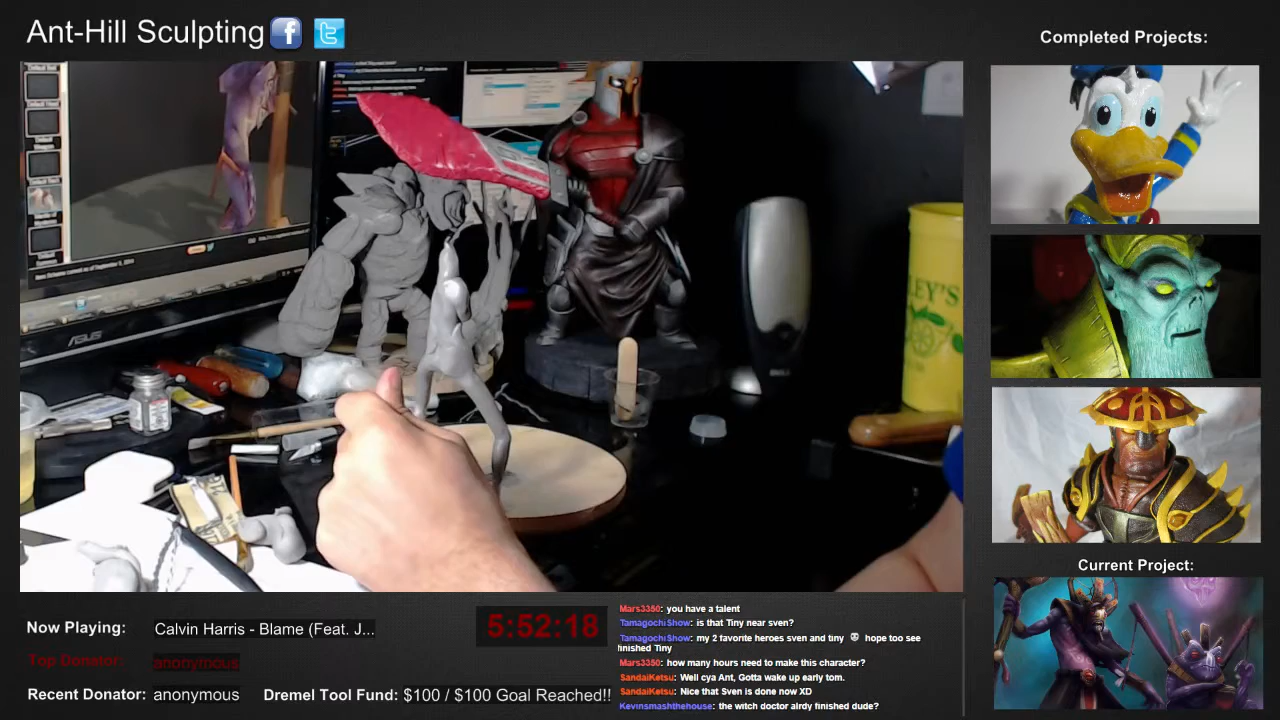 Ant-Hill Sculpting
Completed Projects:
ASUS
LEY'S
Current Project:
Now Playing: Calvin Harris - Blame (Feat. J...
Top Donator: anonymous
Recent Donator: anonymous
Dremel Tool Fund: $100 / $100 Goal Reached!!
5:52:18
Mars3350: you have a talent
TamagochiShow: is that Tiny near sven?
TamagochiShow: my 2 favorite heroes sven and tiny hope too see
finished Tiny
Mars3350: how many hours need to make this character?
SandaiKetsu: Well cya Ant, Gotta wake up early tom.
SandaiKetsu: Nice that Sven is done now XD
Kevinsmashthehouse: the witch doctor alrdy finished dude?